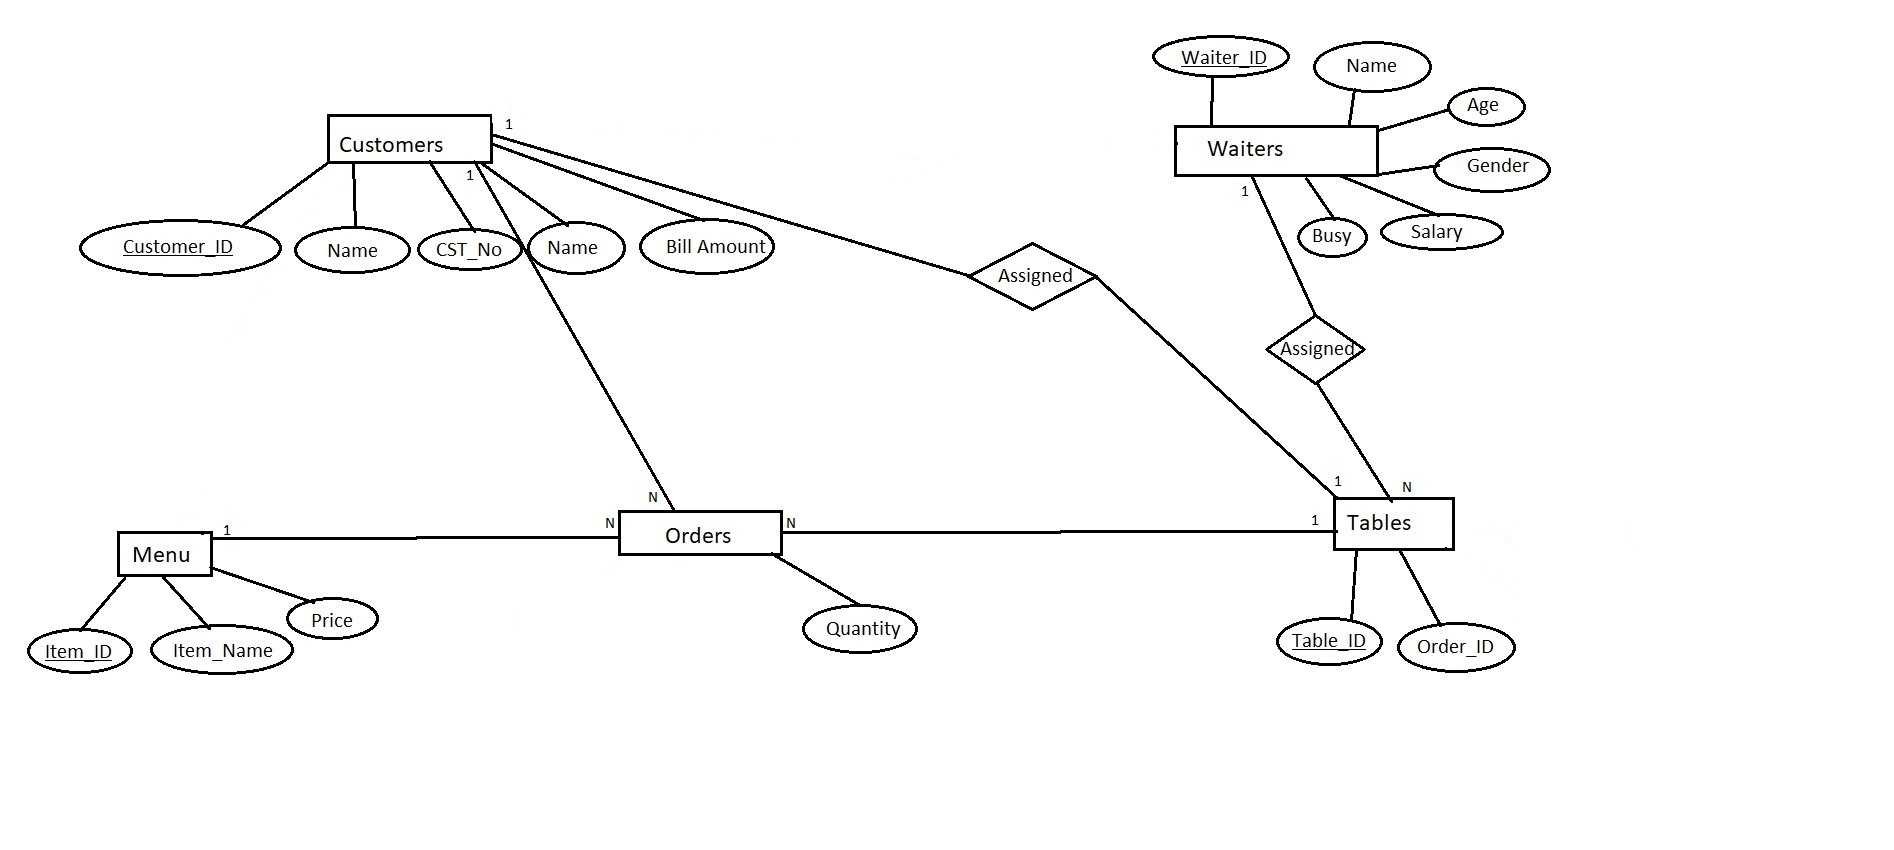 Waiter_ID
Name
Age
Customers
1
Waiters
Gender
1
1
Customer_ID
Name
CST_No
Name
Bill Amount
Busy
Salary
Assigned
Assigned
N
1
N
Menu
1
N
Orders
N
1
Tables
Item_ID
Item_Name
Price
Quantity
Table_ID
Order_ID